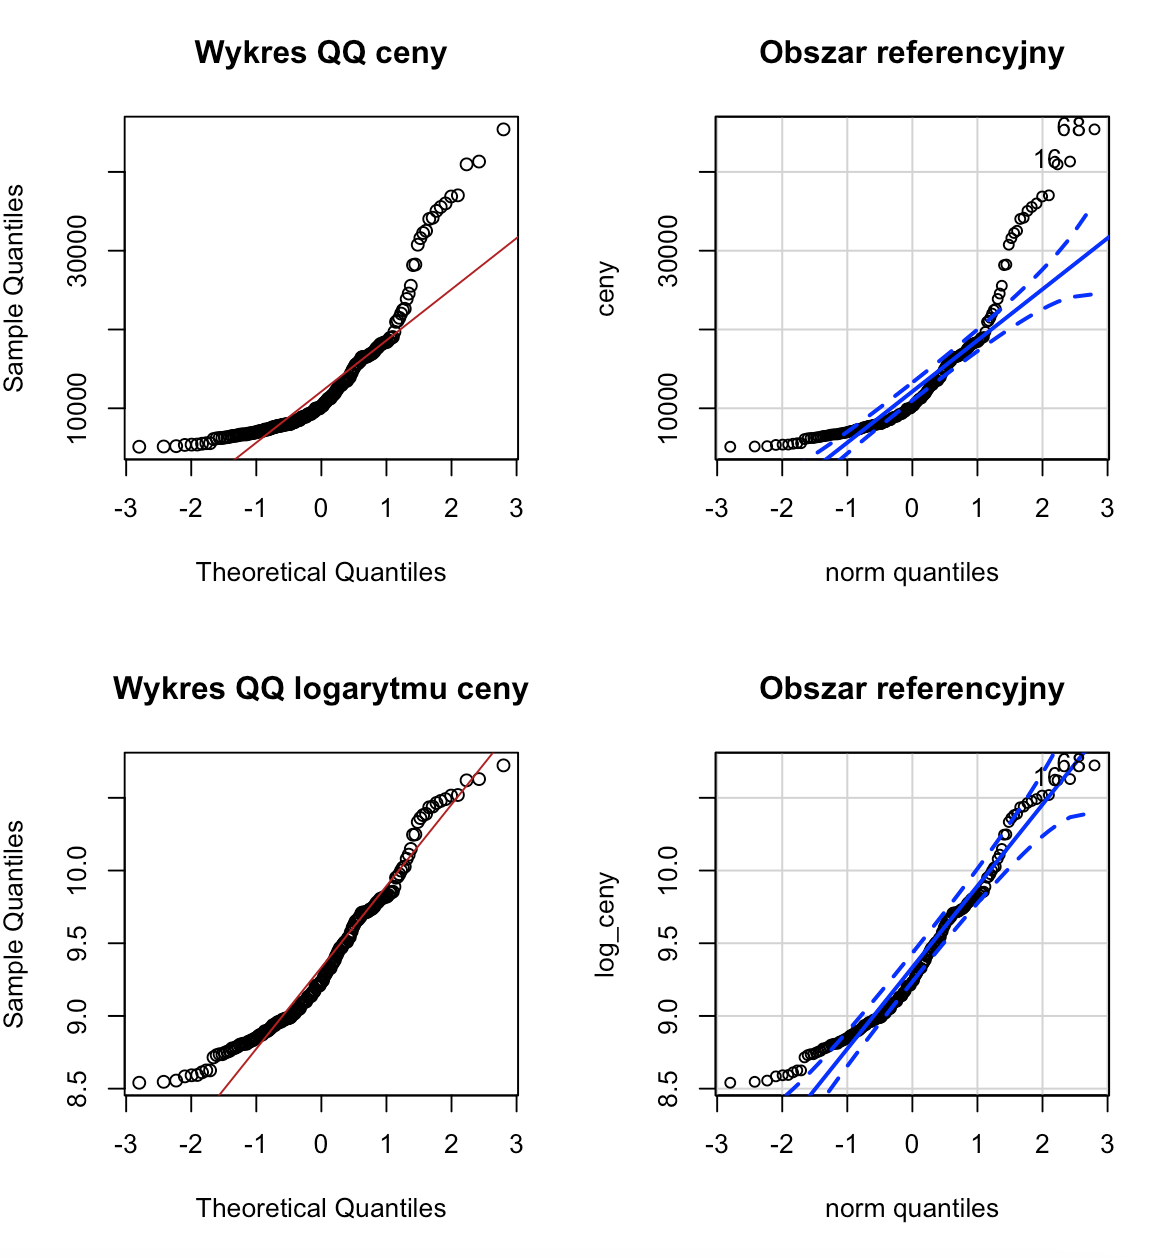 Wykres QQ ceny
Sample Quantiles
10000
30000
-3 -2 -1 0 1 2 3
Theoretical Quantiles
Obszar referencyjny
ceny
10000
30000
68
16
-3 -2 -1 0 1 2 3
norm quantiles
Wykres QQ logarytmu ceny
Sample Quantiles
8.5 9.0 9.5 10.0
-3 -2 -1 0 1 2 3
Theoretical Quantiles
Obszar referencyjny
log_ceny
8.5 9.0 9.5 10.0
16
-3 -2 -1 0 1 2 3
norm quantiles